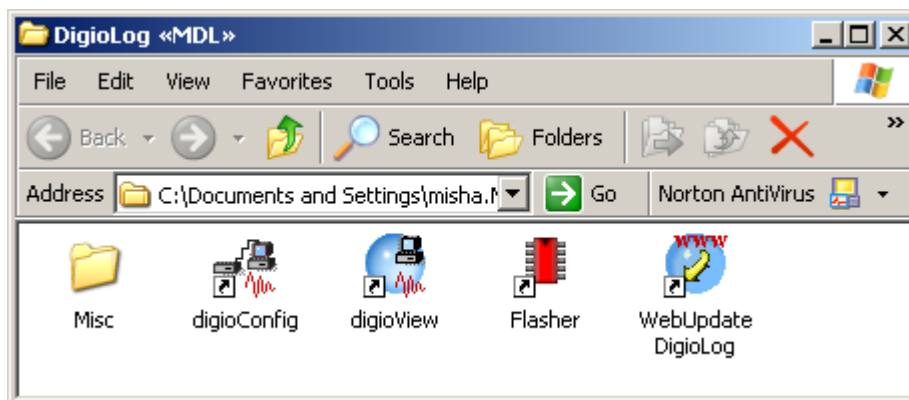 DigioLog «MDL»
File Edit View Favorites Tools Help
Back Search Folders »
Address C:\Documents and Settings\misha. Go Norton AntiVirus
Misc digioConfig digioView Flasher WebUpdate DigioLog
WWW